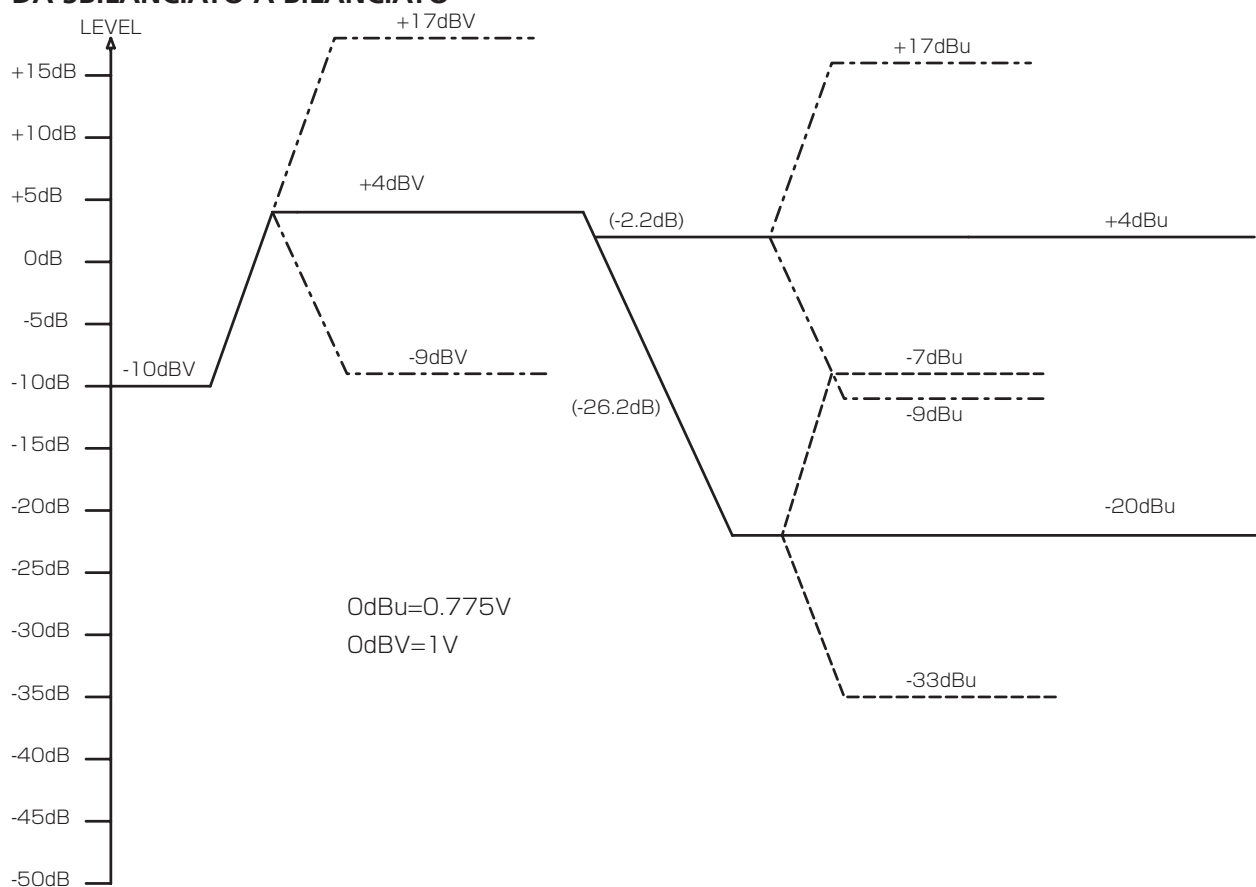 DA SBILANCIATO A BILANCIATO
LEVEL
+17dBV
+17dBu
+15dB
+10dB
+5dB
+4dBV
(-2.2dB)
+4dBu
0dB
-5dB
-10dBV
-9dBV
-7dBu
-10dB
(-26.2dB)
-9dBu
-15dB
-20dB
-20dBu
-25dB
0dBu=0.775V
-30dB
0dBV=1V
-35dB
-33dBu
-40dB
-45dB
-50dB